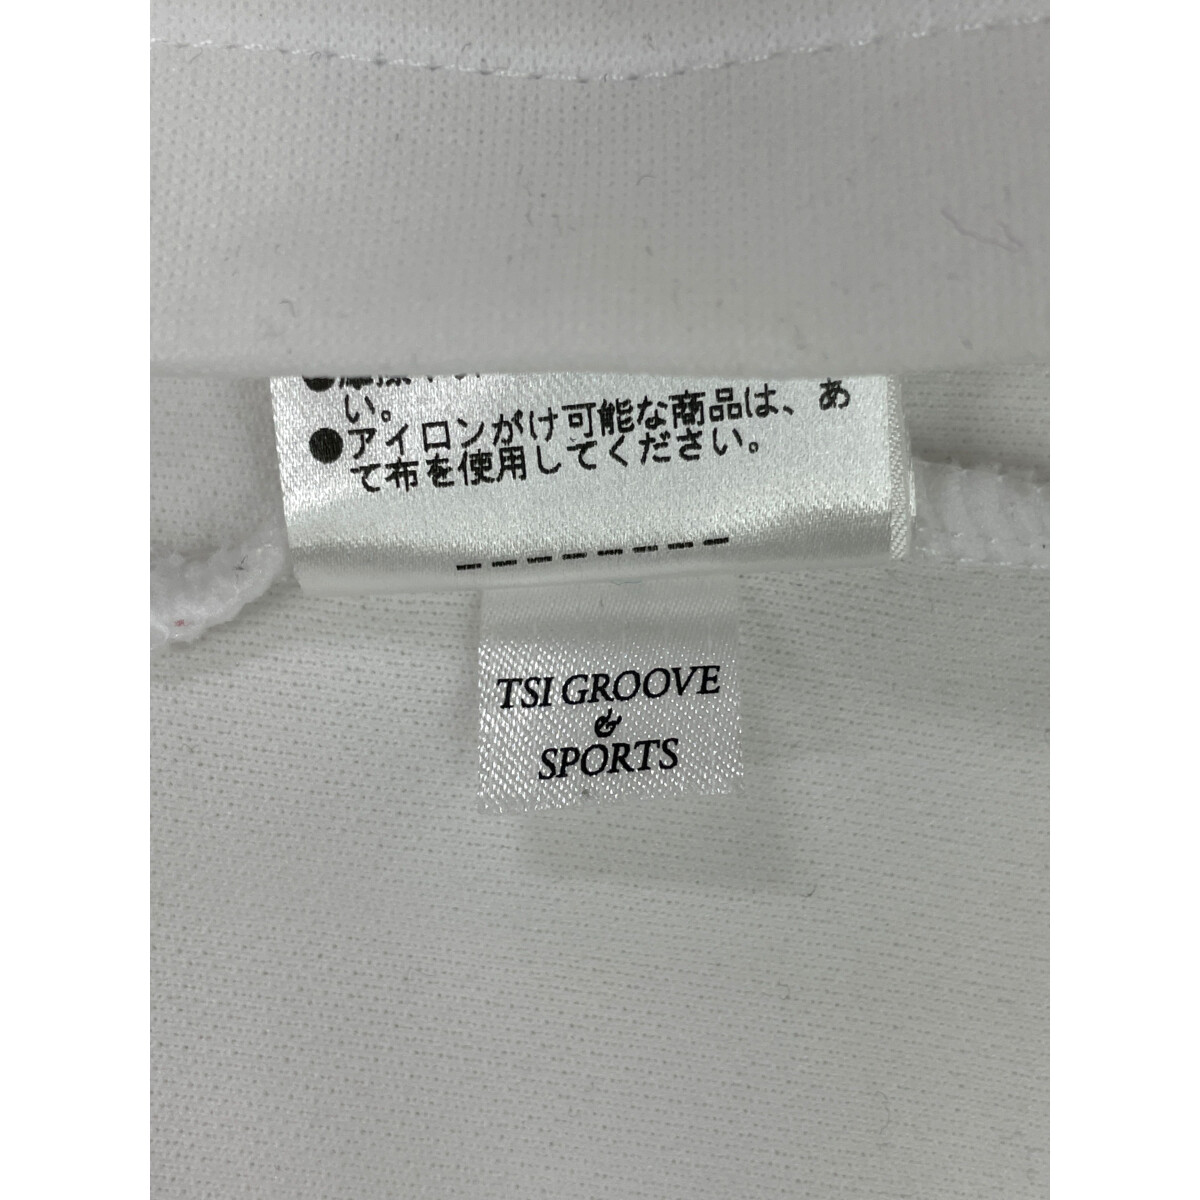 い。
●アイロンがけ可能な商品は、あ
て布を使用してください。
TSI GROOVE
&
SPORTS